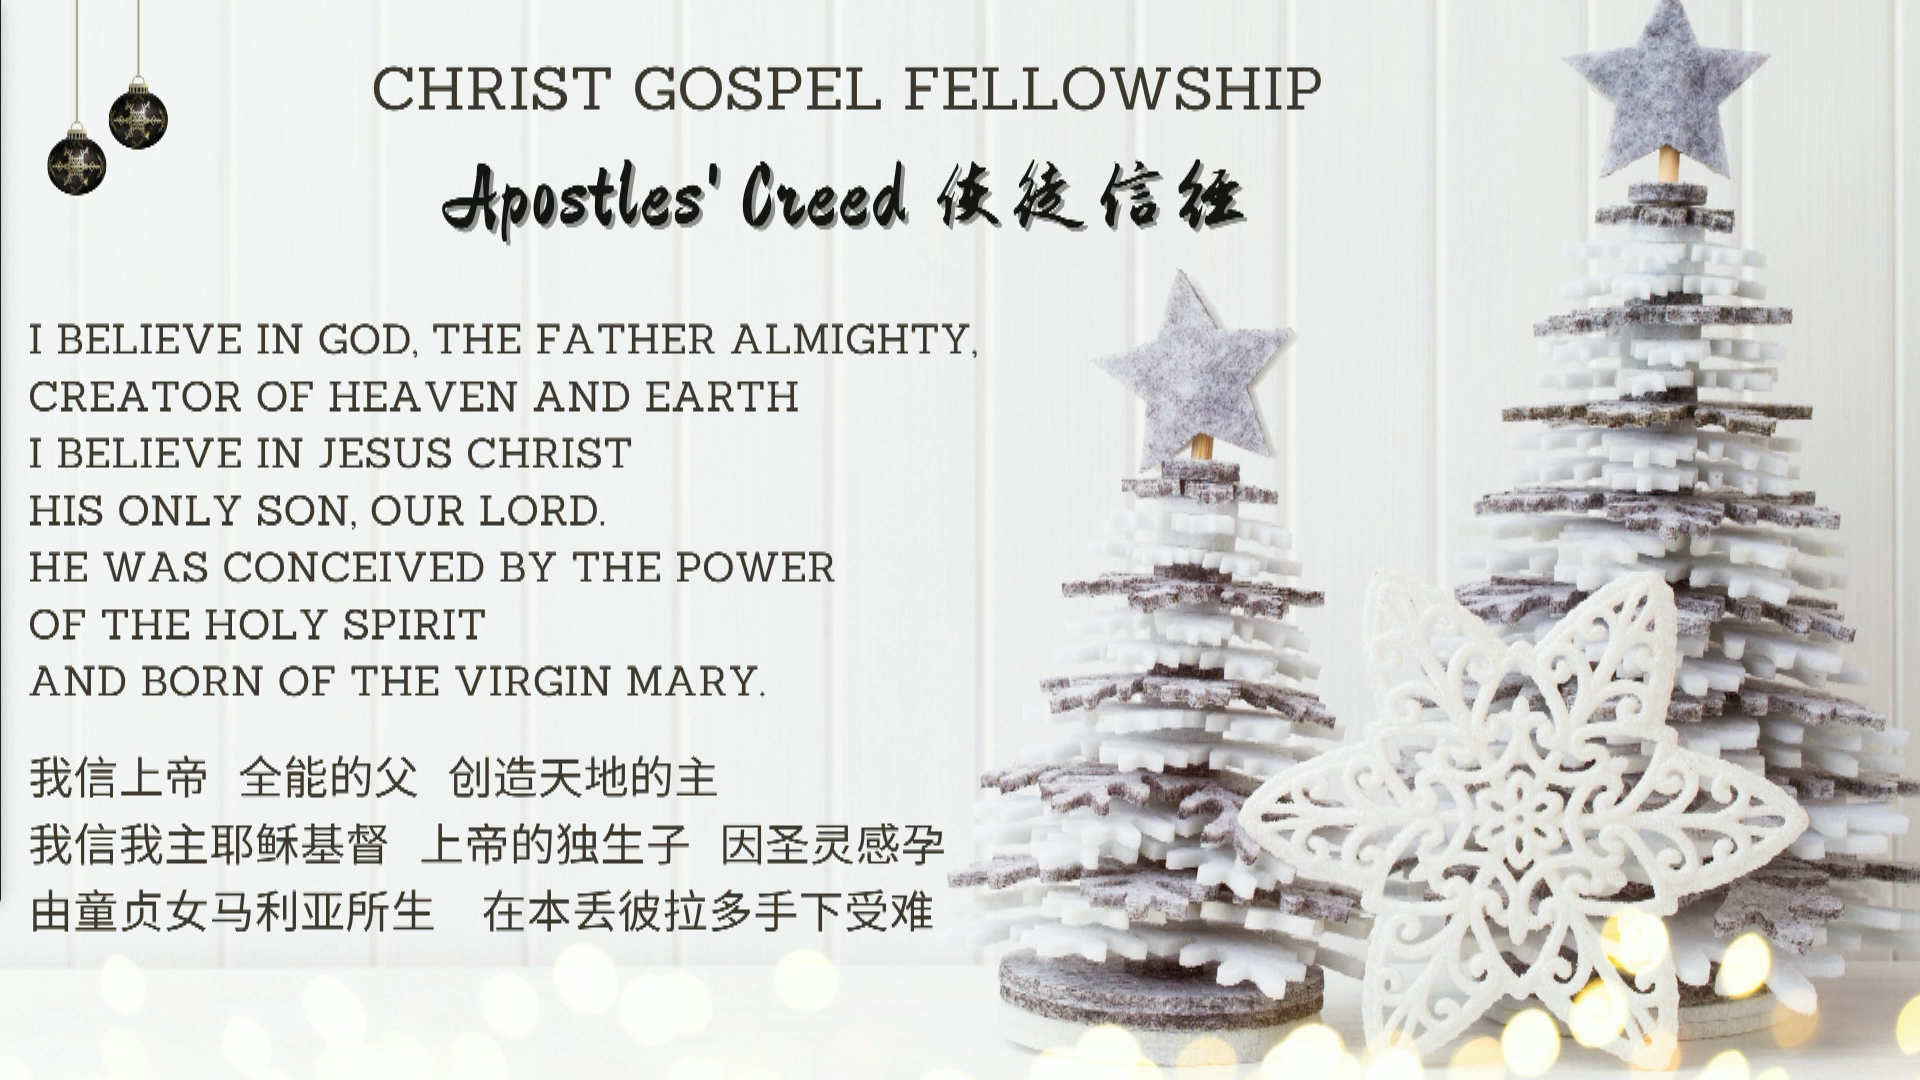 CHRIST GOSPEL FELLOWSHIP
Apostles' Creed 使徒信经
I BELIEVE IN GOD, THE FATHER ALMIGHTY,
CREATOR OF HEAVEN AND EARTH
I BELIEVE IN JESUS CHRIST
HIS ONLY SON, OUR LORD.
HE WAS CONCEIVED BY THE POWER
OF THE HOLY SPIRIT
AND BORN OF THE VIRGIN MARY.
我信上帝 全能的父 创造天地的主
我信我主耶稣基督 上帝的独生子 因圣灵感孕
由童贞女马利亚所生 在本丢彼拉多手下受难